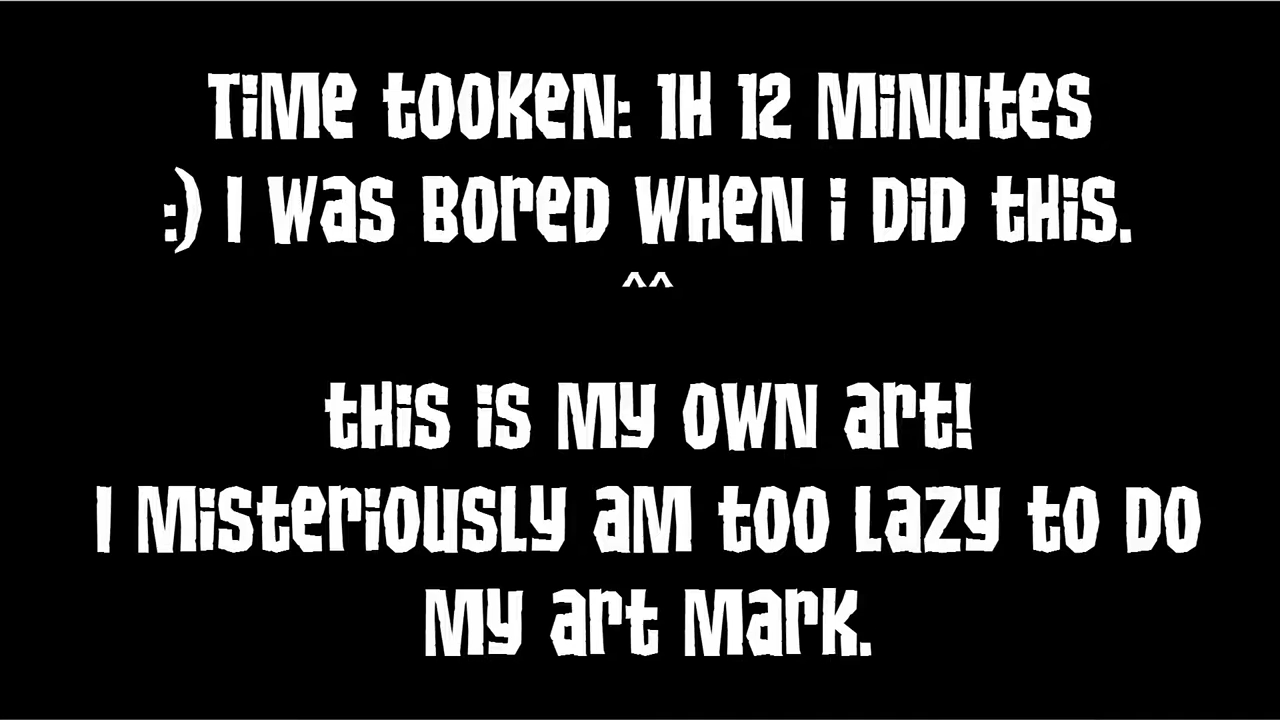 Time tooken: 1h 12 minutes
:) I was bored when i did this.
^^
this is my own art!
I misteriously am too lazy to do
my art mark.